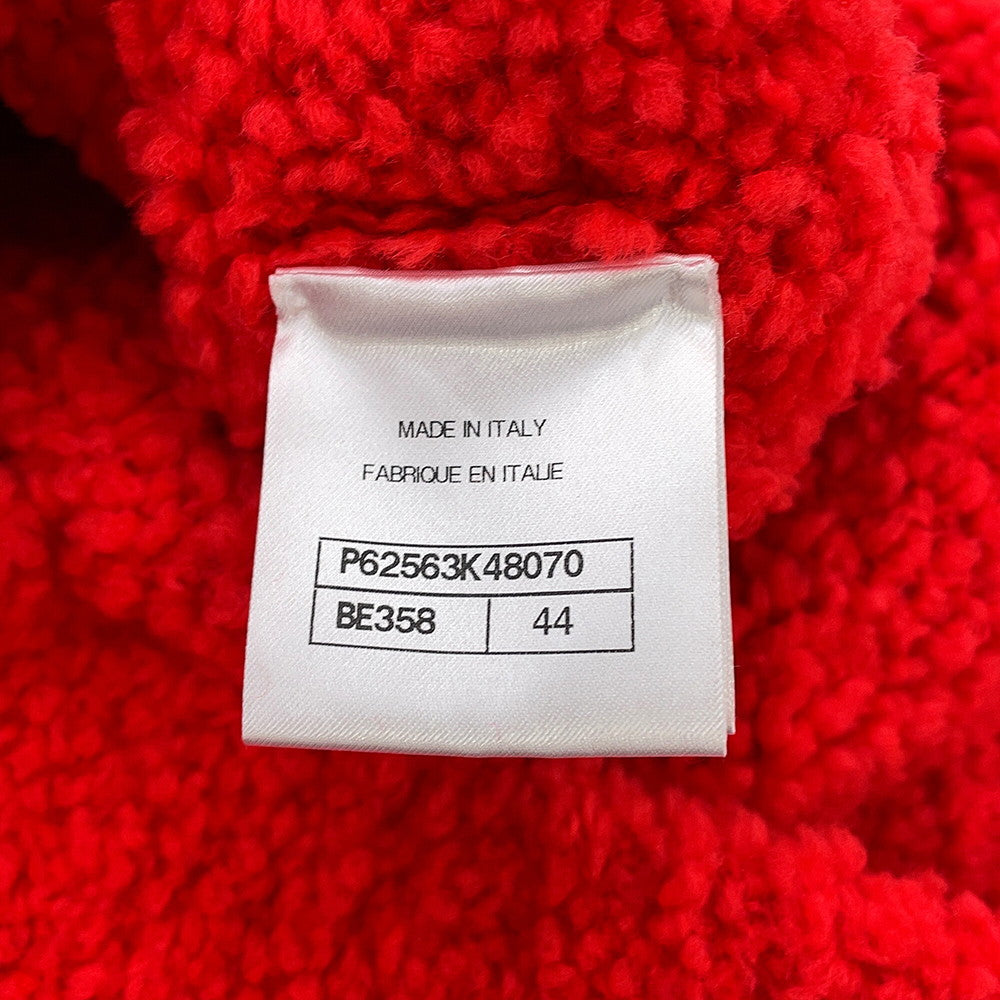 MADE IN ITALY
FABRIQUE EN ITALIE
P62563K48070
BE358 44